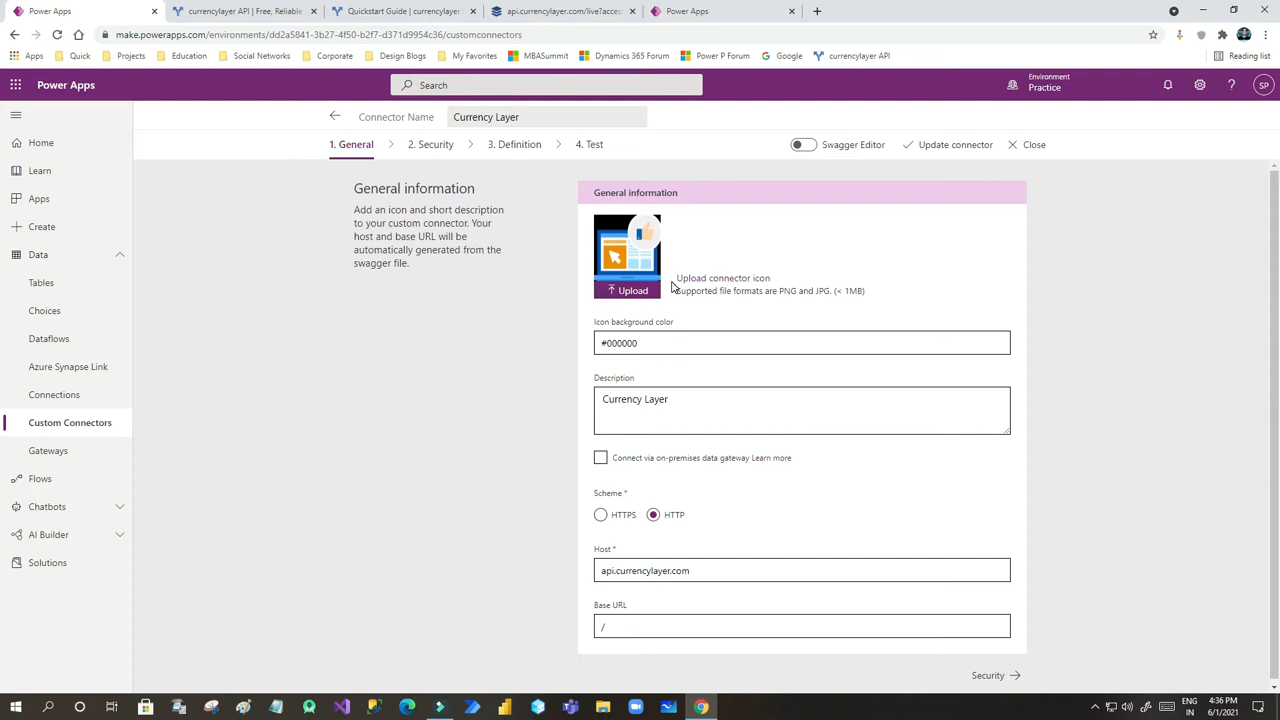 Power Apps
currencylayer API | Free, Reliable
Quickstart Guide | currencylayer
api.currencylayer.com/live?acces
Power Apps
make.powerapps.com/environments/dd2a5841-3b27-4f50-b2f7-d371d9954c36/customconnectors
Apps
Quick
Projects
Education
Social Networks
Corporate
Design Blogs
My Favorites
MBASummit
Dynamics 365 Forum
Power P Forum
Google
currencylayer API
Reading list
Power Apps
Search
Environment
Practice
SP
Connector Name
Currency Layer
1. General
2. Security
3. Definition
4. Test
Swagger Editor
Update connector
Close
Home
Learn
Apps
Create
Data
Tables
Choices
Dataflows
Azure Synapse Link
Connections
Custom Connectors
Gateways
Flows
Chatbots
AI Builder
Solutions
General information
Add an icon and short description
to your custom connector. Your
host and base URL will be
automatically generated from the
swagger file.
General information
Upload
Upload connector icon
Supported file formats are PNG and JPG. (< 1MB)
Icon background color
#000000
Description
Currency Layer
Connect via on-premises data gateway Learn more
Scheme *
HTTPS
HTTP
Host *
api.currencylayer.com
Base URL
/
Security
ENG
IN
4:36 PM
6/1/2021